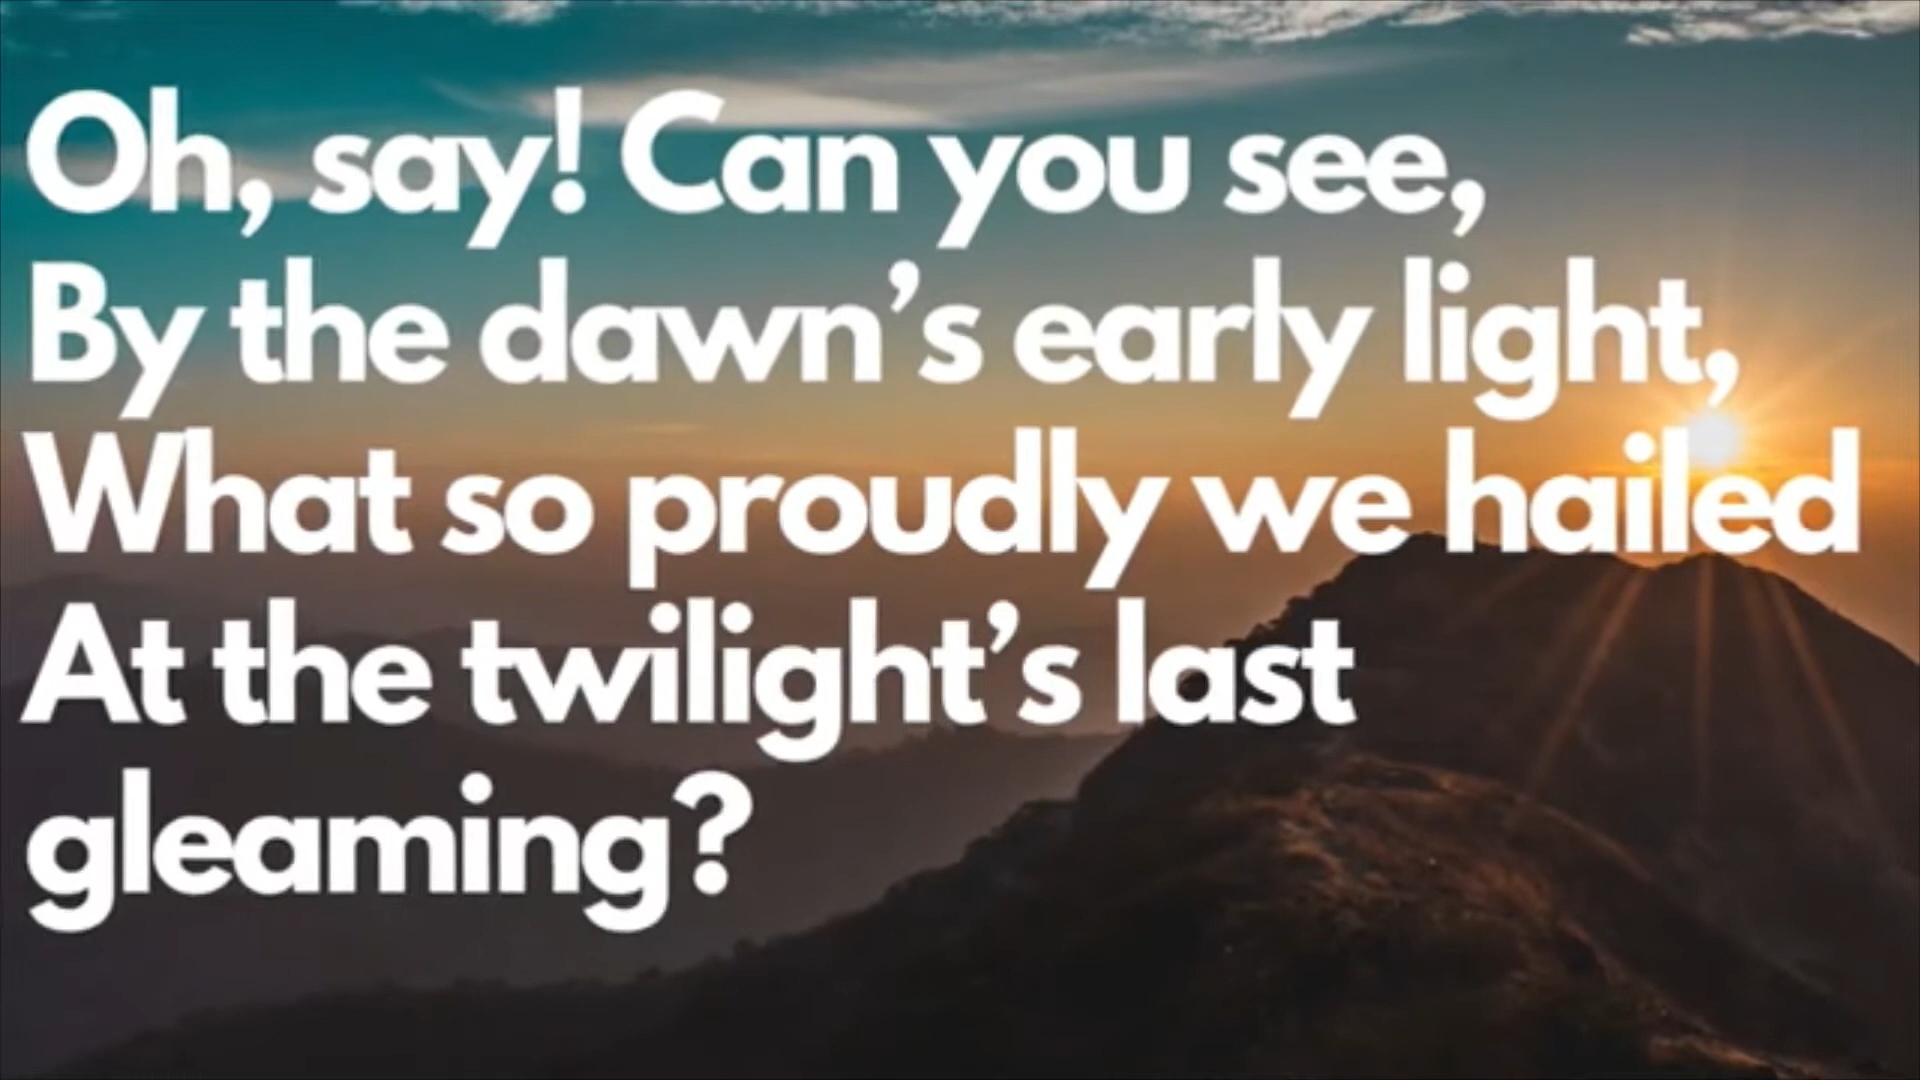 Oh, say! Can you see,
By the dawn’s early light,
What so proudly we hailed
At the twilight’s last
gleaming?